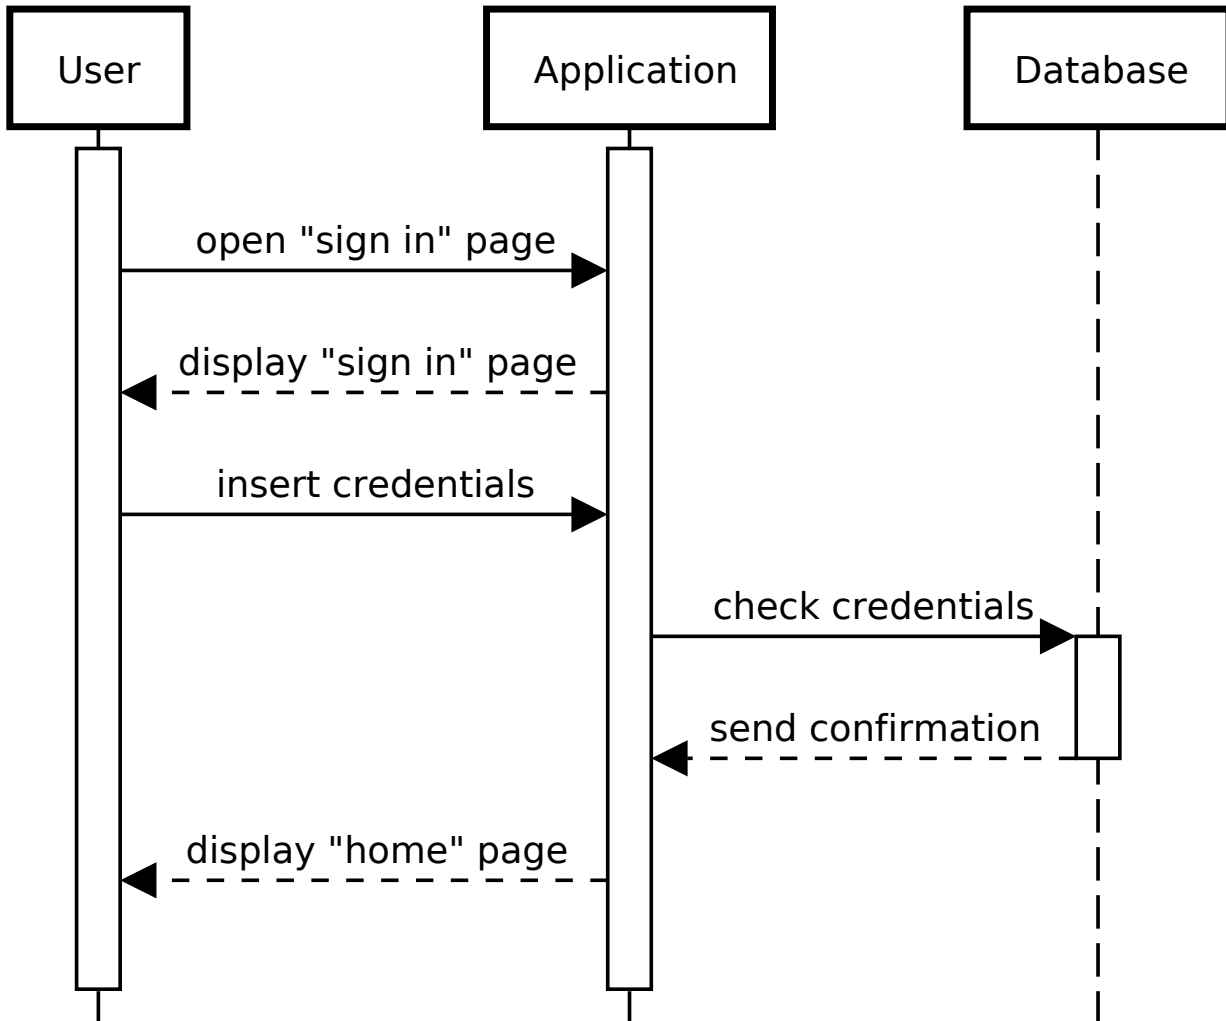 User
Application
Database
open "sign in" page
display "sign in" page
insert credentials
check credentials
send confirmation
display "home" page